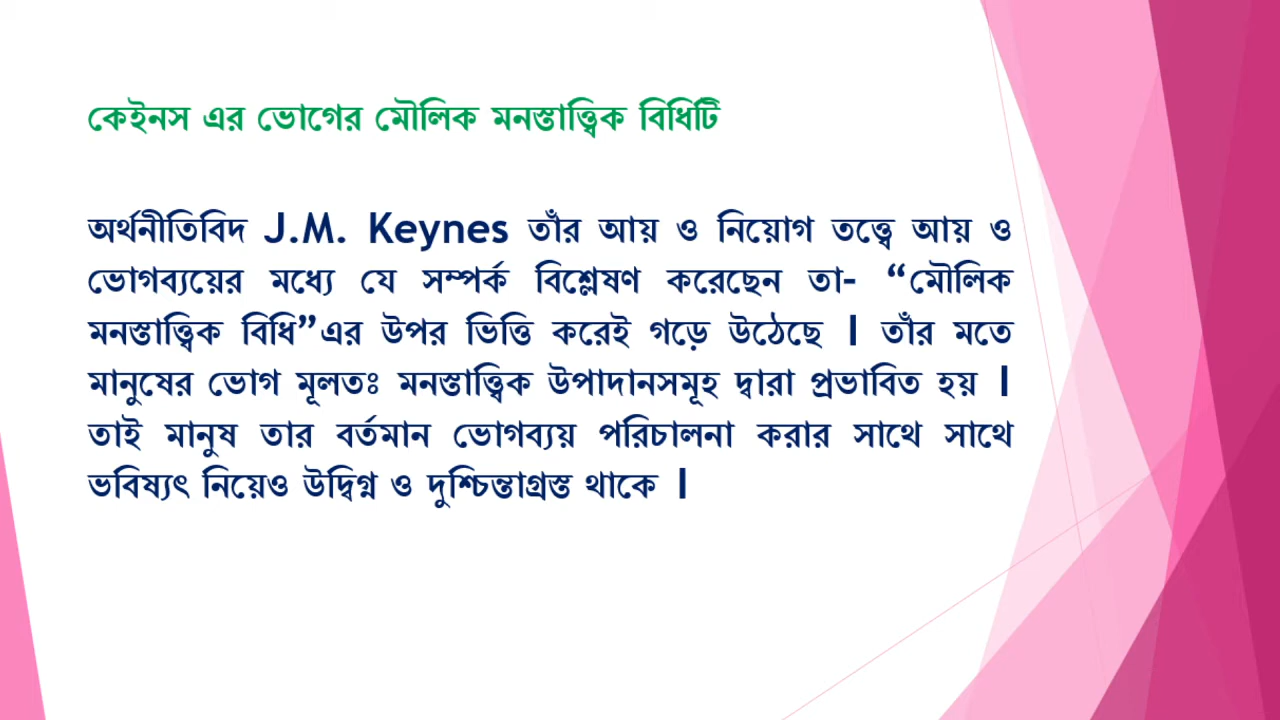 কেইনস এর ভোগের মৌলিক মনস্তাত্ত্বিক বিধিটি
অর্থনীতিবিদ J.M. Keynes তাঁর আয় ও নিয়োগ তত্ত্বে আয় ও
ভোগব্যয়ের মধ্যে যে সম্পর্ক বিশ্লেষণ করেছেন তা- “মৌলিক
মনস্তাত্ত্বিক বিধি”এর উপর ভিত্তি করেই গড়ে উঠেছে ।  তাঁর মতে
মানুষের ভোগ মূলতঃ মনস্তাত্ত্বিক উপাদানসমূহ দ্বারা প্রভাবিত হয় ।
তাই মানুষ তার বর্তমান ভোগব্যয় পরিচালনা করার সাথে সাথে
ভবিষ্যৎ নিয়েও উদ্বিগ্ন ও দুশ্চিন্তাগ্রস্ত থাকে ।